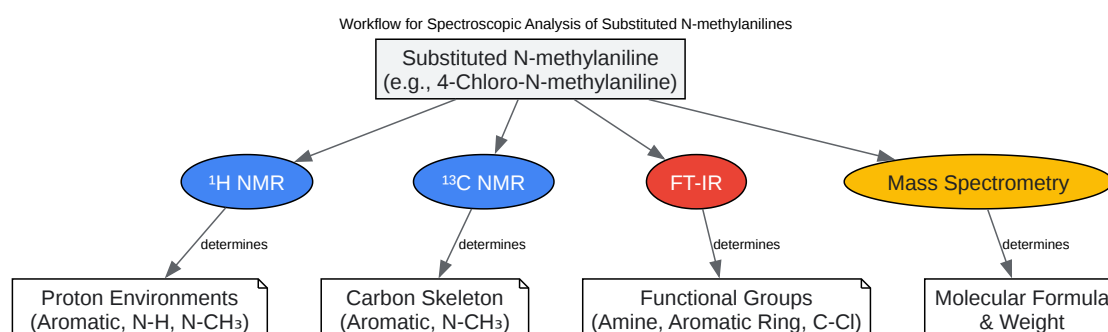 Workflow for Spectroscopic Analysis of Substituted N-methylanilines
Substituted N-methylaniline
(e.g., 4-Chloro-N-methylaniline)
¹H NMR
¹³C NMR
FT-IR
Mass Spectrometry
determines
determines
determines
determines
Proton Environments
(Aromatic, N-H, N-CH₃)
Carbon Skeleton
(Aromatic, N-CH₃)
Functional Groups
(Amine, Aromatic Ring, C-Cl)
Molecular Formula
& Weight